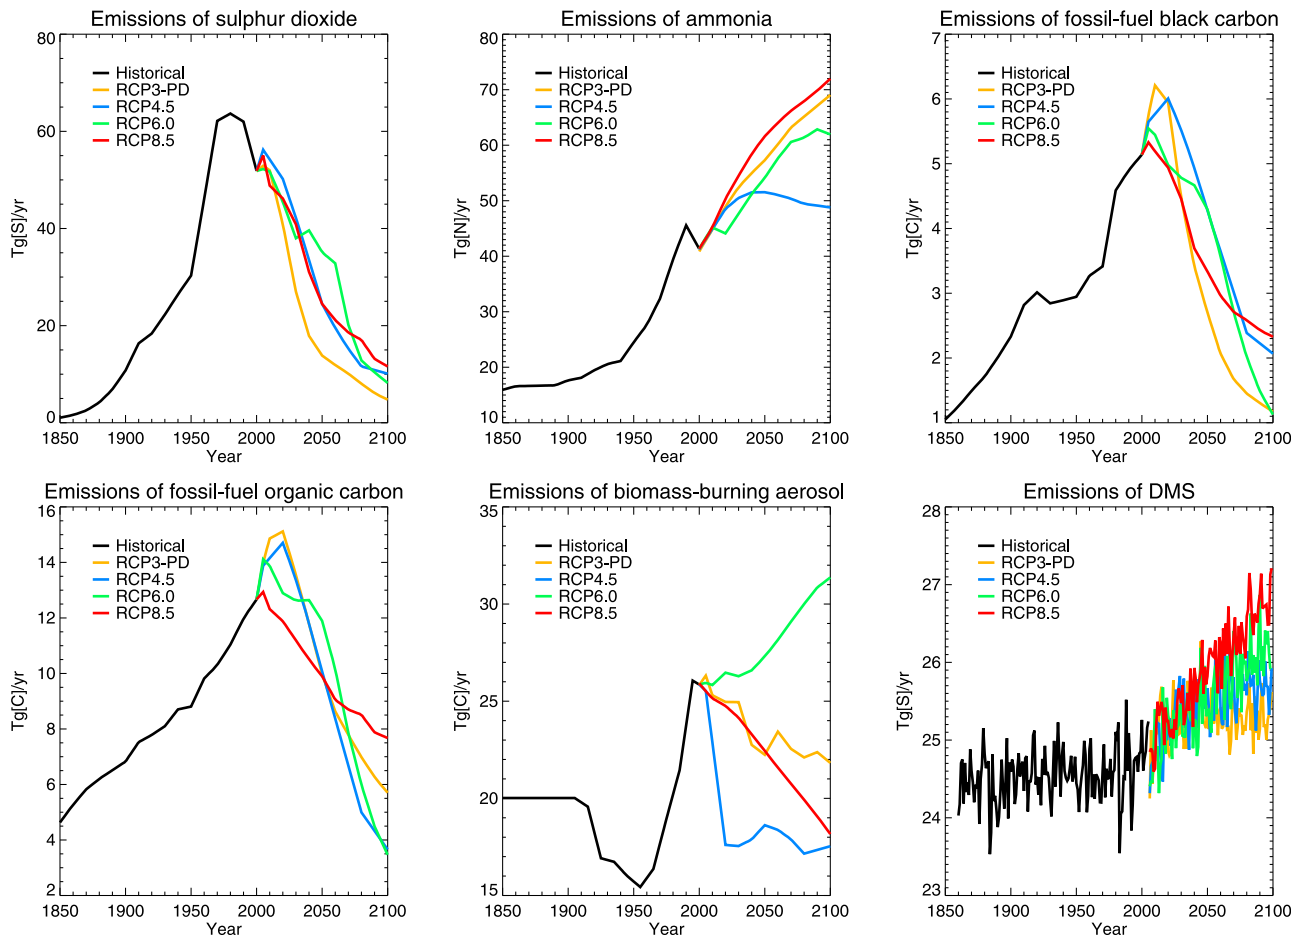 Emissions of sulphur dioxide
80
60
40
20
0
Tg[S]/yr
Historical
RCP3-PD
RCP4.5
RCP6.0
RCP8.5
1850 1900 1950 2000 2050 2100
Year
Emissions of ammonia
80
70
60
50
40
30
20
10
Tg[N]/yr
Historical
RCP3-PD
RCP4.5
RCP6.0
RCP8.5
1850 1900 1950 2000 2050 2100
Year
Emissions of fossil-fuel black carbon
7
6
5
4
3
2
1
Tg[C]/yr
Historical
RCP3-PD
RCP4.5
RCP6.0
RCP8.5
1850 1900 1950 2000 2050 2100
Year
Emissions of fossil-fuel organic carbon
16
14
12
10
8
6
4
2
Tg[C]/yr
Historical
RCP3-PD
RCP4.5
RCP6.0
RCP8.5
1850 1900 1950 2000 2050 2100
Year
Emissions of biomass-burning aerosol
35
30
25
20
15
Tg[C]/yr
Historical
RCP3-PD
RCP4.5
RCP6.0
RCP8.5
1850 1900 1950 2000 2050 2100
Year
Emissions of DMS
28
27
26
25
24
23
Tg[S]/yr
Historical
RCP3-PD
RCP4.5
RCP6.0
RCP8.5
1850 1900 1950 2000 2050 2100
Year